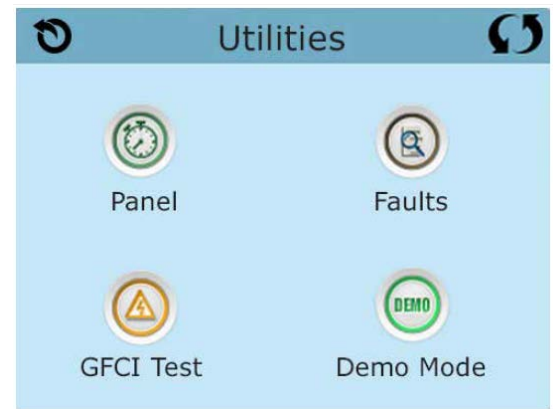 Utilities
Panel
Faults
GFCI Test
DEMO
Demo Mode